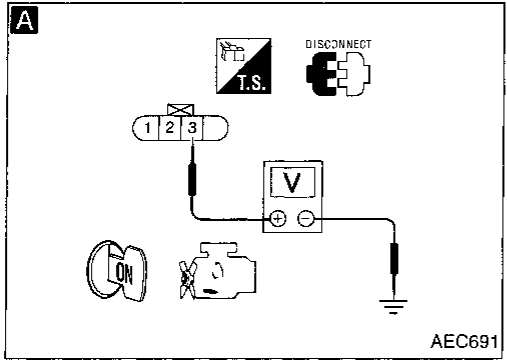 A
DISCONNECT
T.S.
1 2 3
V
+ −
ON
AEC691